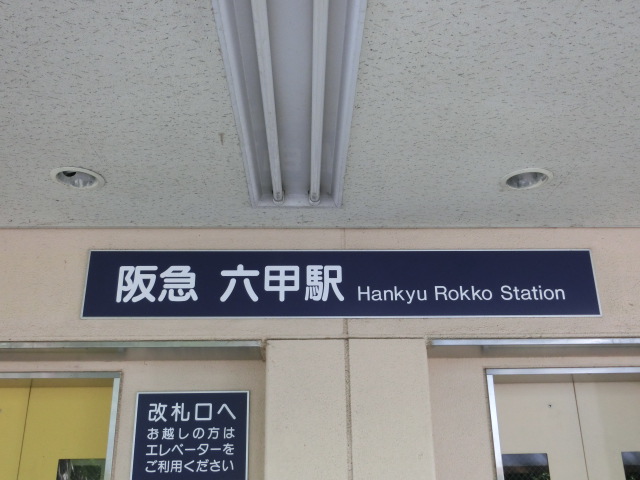 阪急 六甲駅 Hankyu Rokko Station
改札口へ
お越しの方は
エレベーターを
ご利用ください